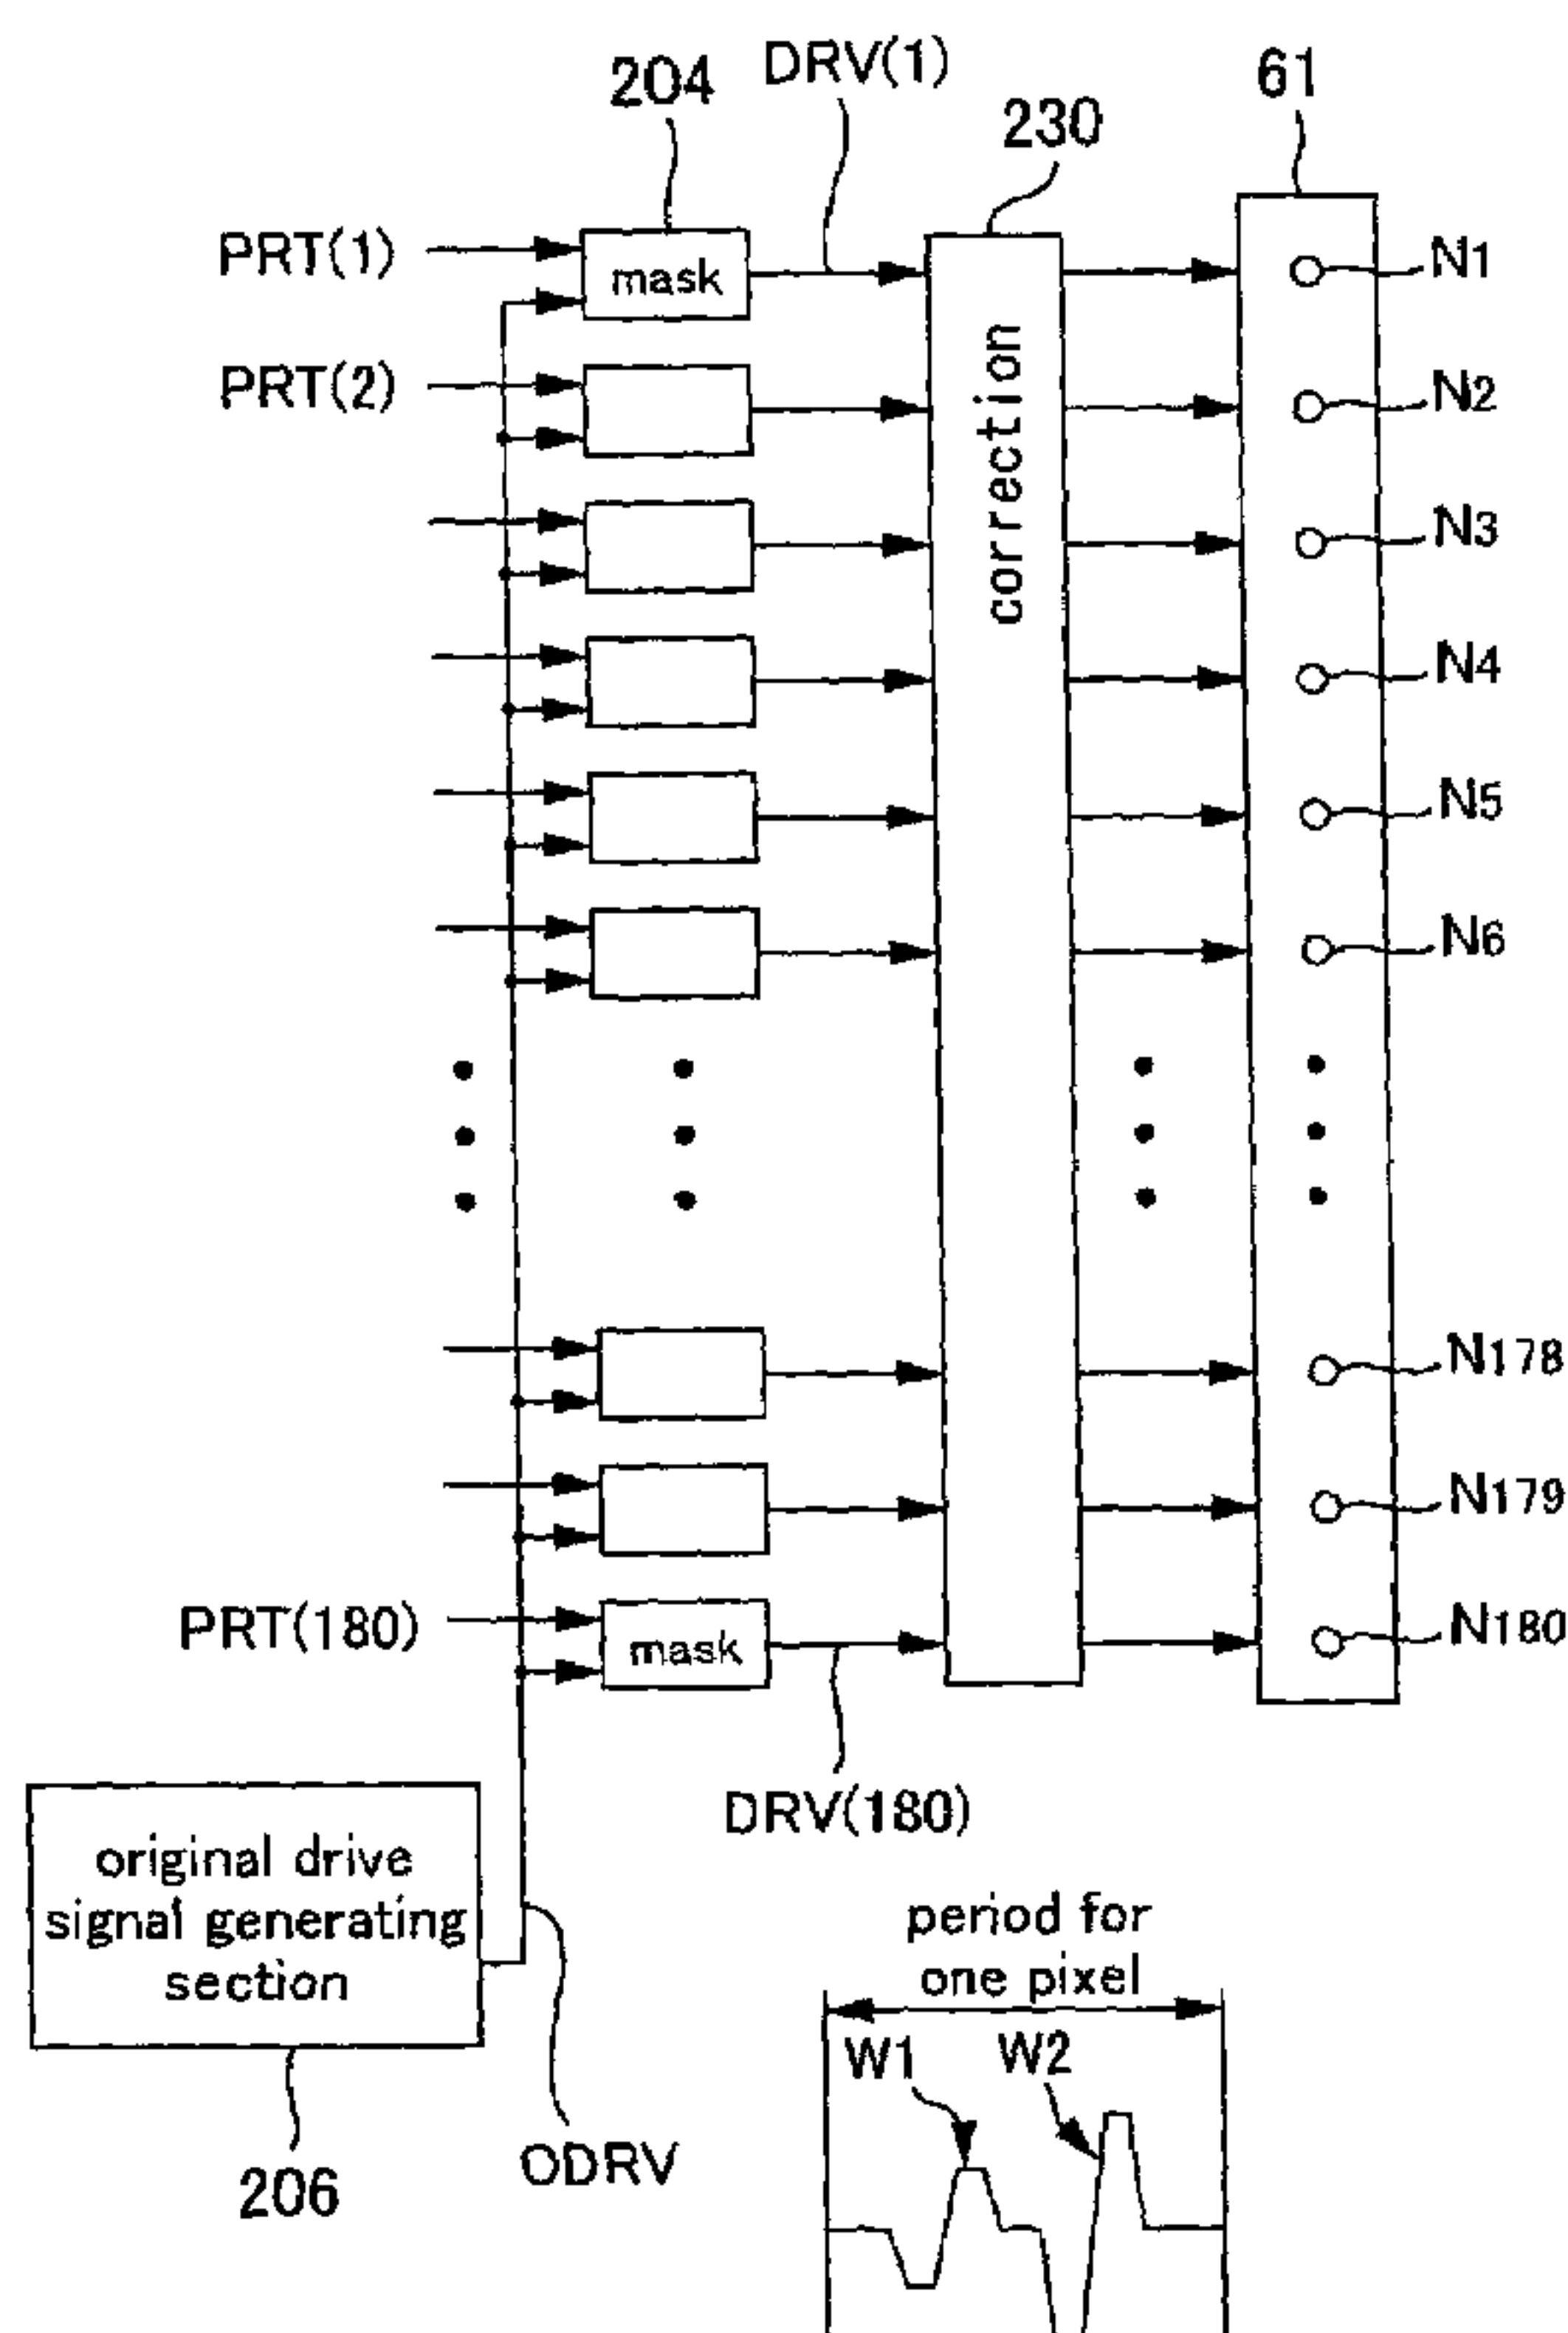 204
DRV(1)
230
61
PRT(1)
mask
N1
PRT(2)
correction
N2
N3
N4
N5
N6
N178
N179
PRT(180)
mask
N180
DRV(180)
original drive
signal generating
section
period for
one pixel
W1
W2
ODRV
206